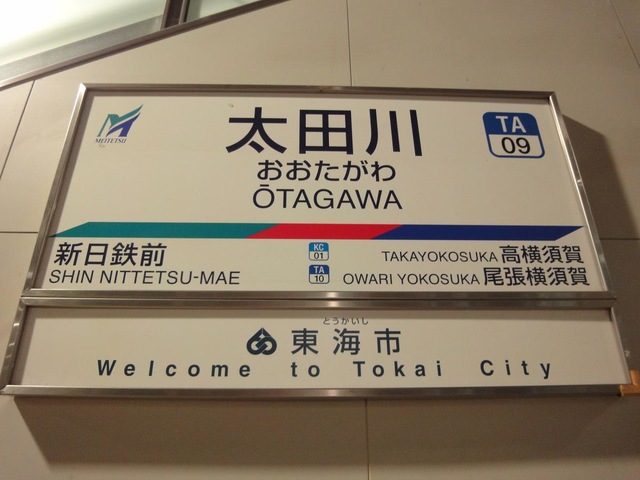 MEITETSU
太田川
おおたがわ
ŌTAGAWA
TA
09
新日鉄前
SHIN NITTETSU-MAE
KC
01
TAKAYOKOSUKA 高横須賀
TA
10
OWARI YOKOSUKA 尾張横須賀
とうかいし
東海市
Welcome to Tokai City